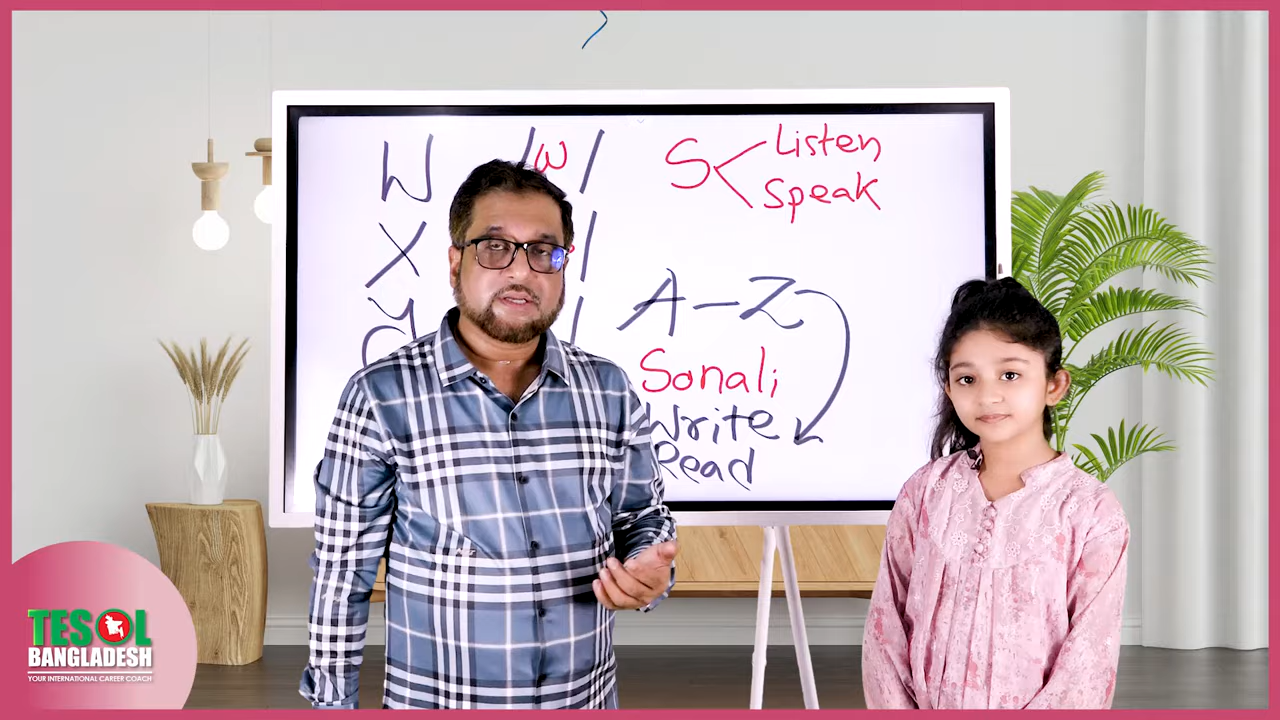 W /w/
X /
y /
S < Listen
Speak
A – Z
Sonali
Write
Read
TESOL
BANGLADESH
YOUR INTERNATIONAL CAREER COACH